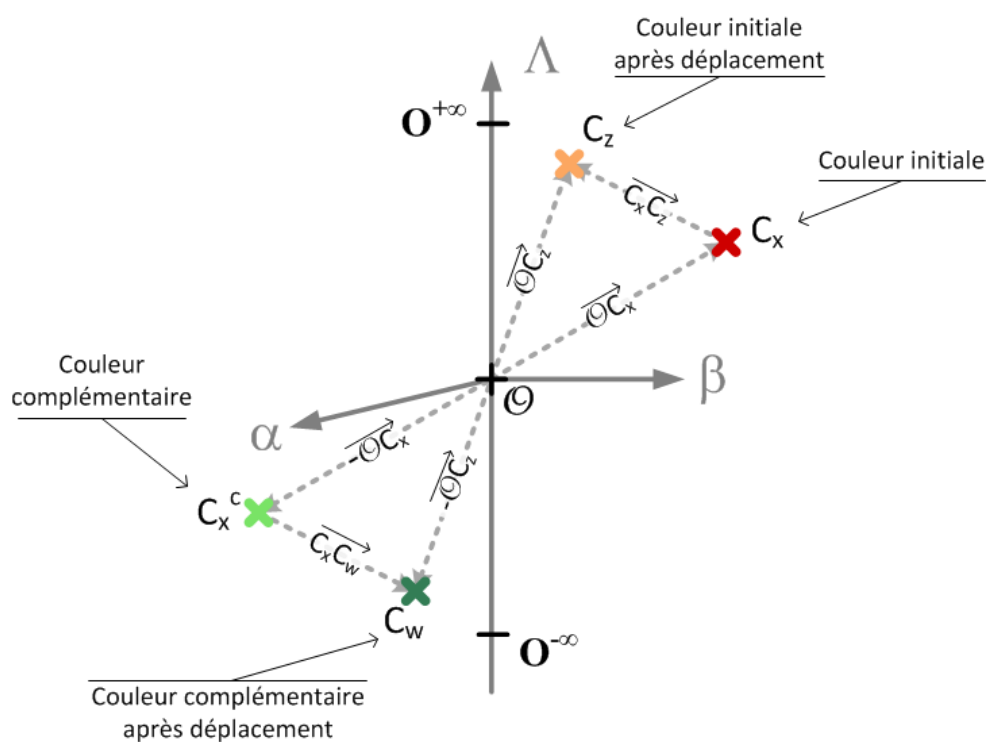 Couleur initiale
après déplacement
Λ
O+∞
Cz
Couleur initiale
CxCz
Cx
𝒪Cz
𝒪Cx
Couleur
complémentaire
β
𝒪
α
-𝒪Cx
-𝒪Cz
Cxc
CxCw
Cw
O-∞
Couleur complémentaire
après déplacement